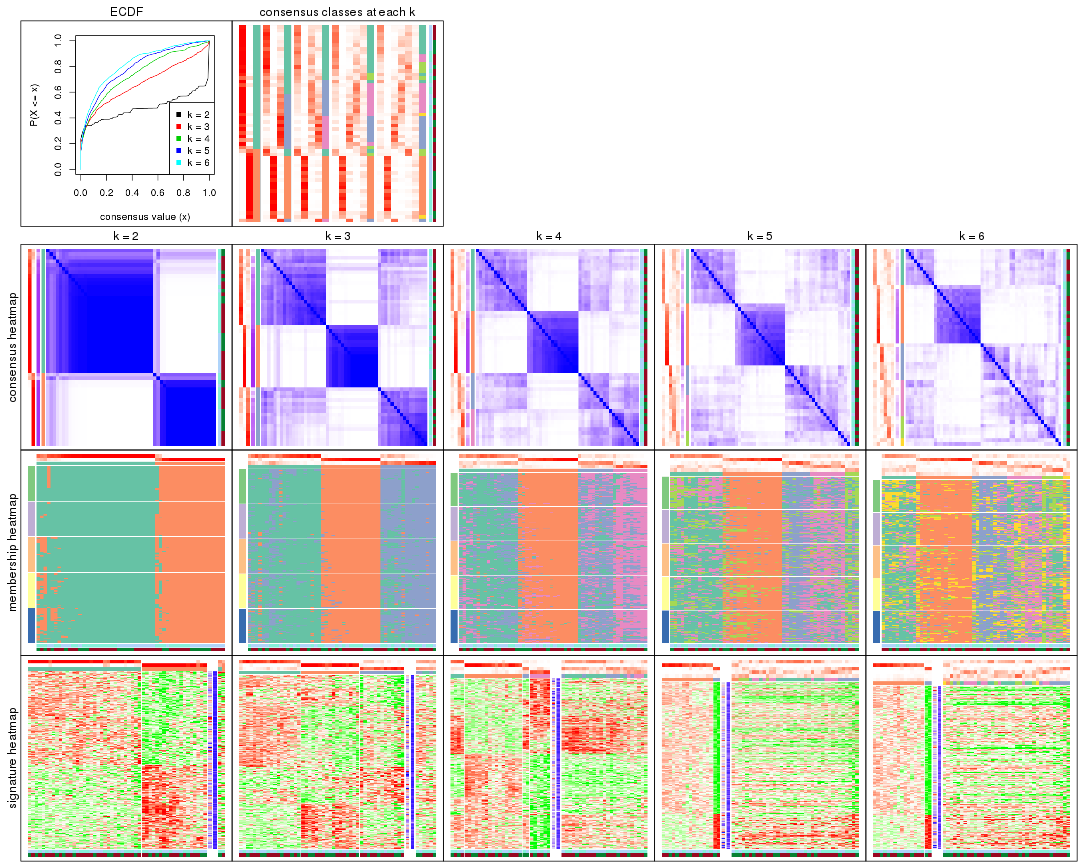 ECDF
consensus classes at each k
P(X <= x)
0.0 0.2 0.4 0.6 0.8 1.0
k = 2
k = 3
k = 4
k = 5
k = 6
0.0 0.2 0.4 0.6 0.8 1.0
consensus value (x)
k = 2 k = 3 k = 4 k = 5 k = 6
consensus heatmap
membership heatmap
signature heatmap